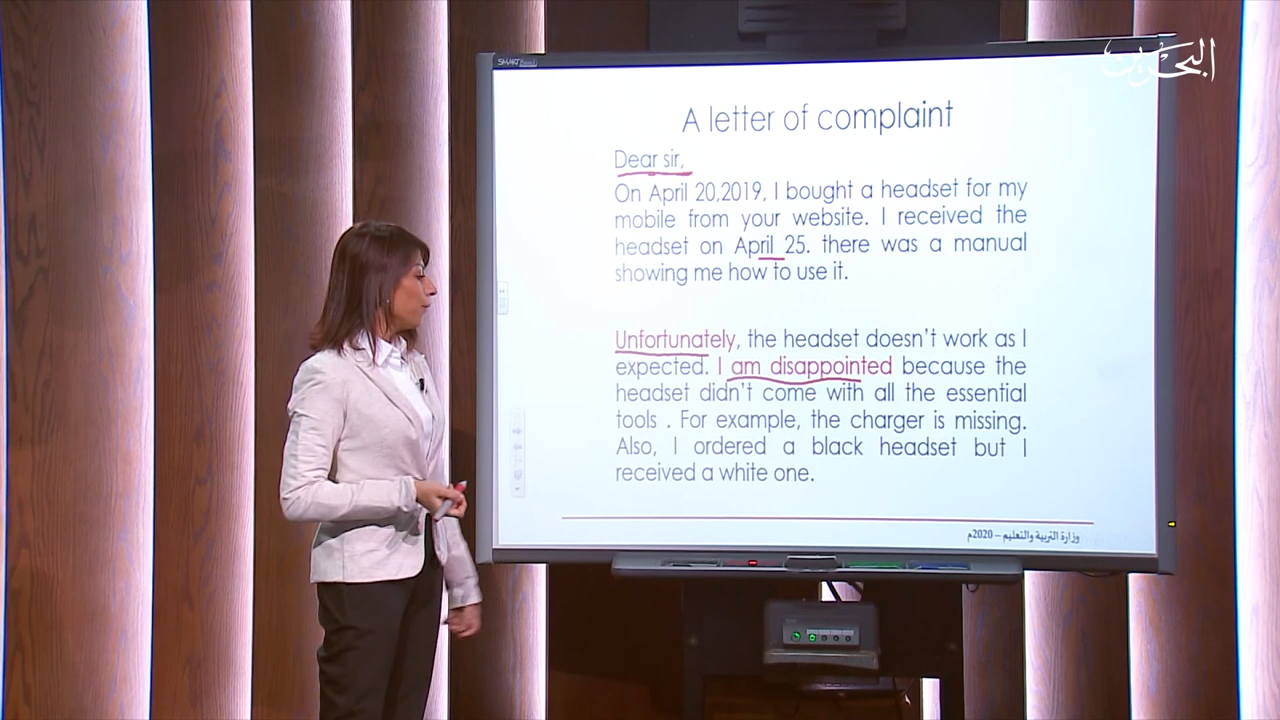 البحرين
SMART Board
A letter of complaint
Dear sir,
On April 20,2019, I bought a headset for my
mobile from your website. I received the
headset on April 25. there was a manual
showing me how to use it.
Unfortunately, the headset doesn't work as I
expected. I am disappointed because the
headset didn't come with all the essential
tools . For example, the charger is missing.
Also, I ordered a black headset but I
received a white one.
وزارة التربية والتعليم – 2020م